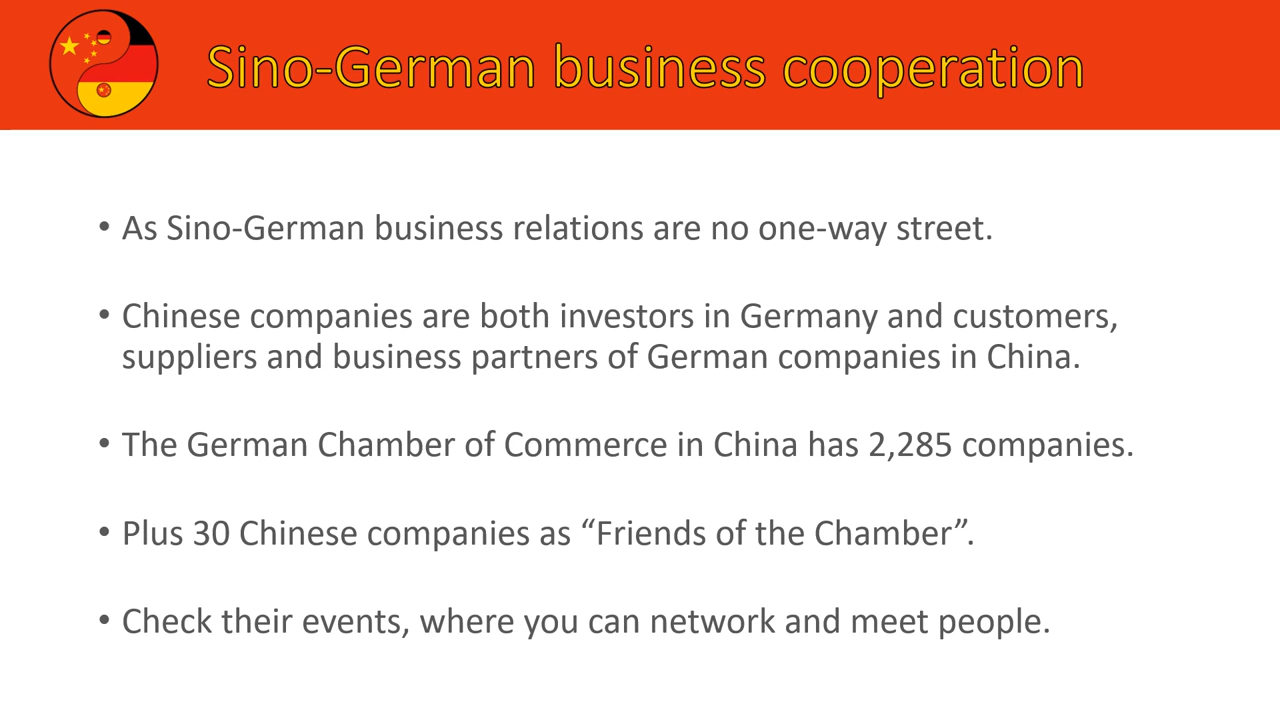 Sino-German business cooperation
• As Sino-German business relations are no one-way street.
• Chinese companies are both investors in Germany and customers,
suppliers and business partners of German companies in China.
• The German Chamber of Commerce in China has 2,285 companies.
• Plus 30 Chinese companies as “Friends of the Chamber”.
• Check their events, where you can network and meet people.